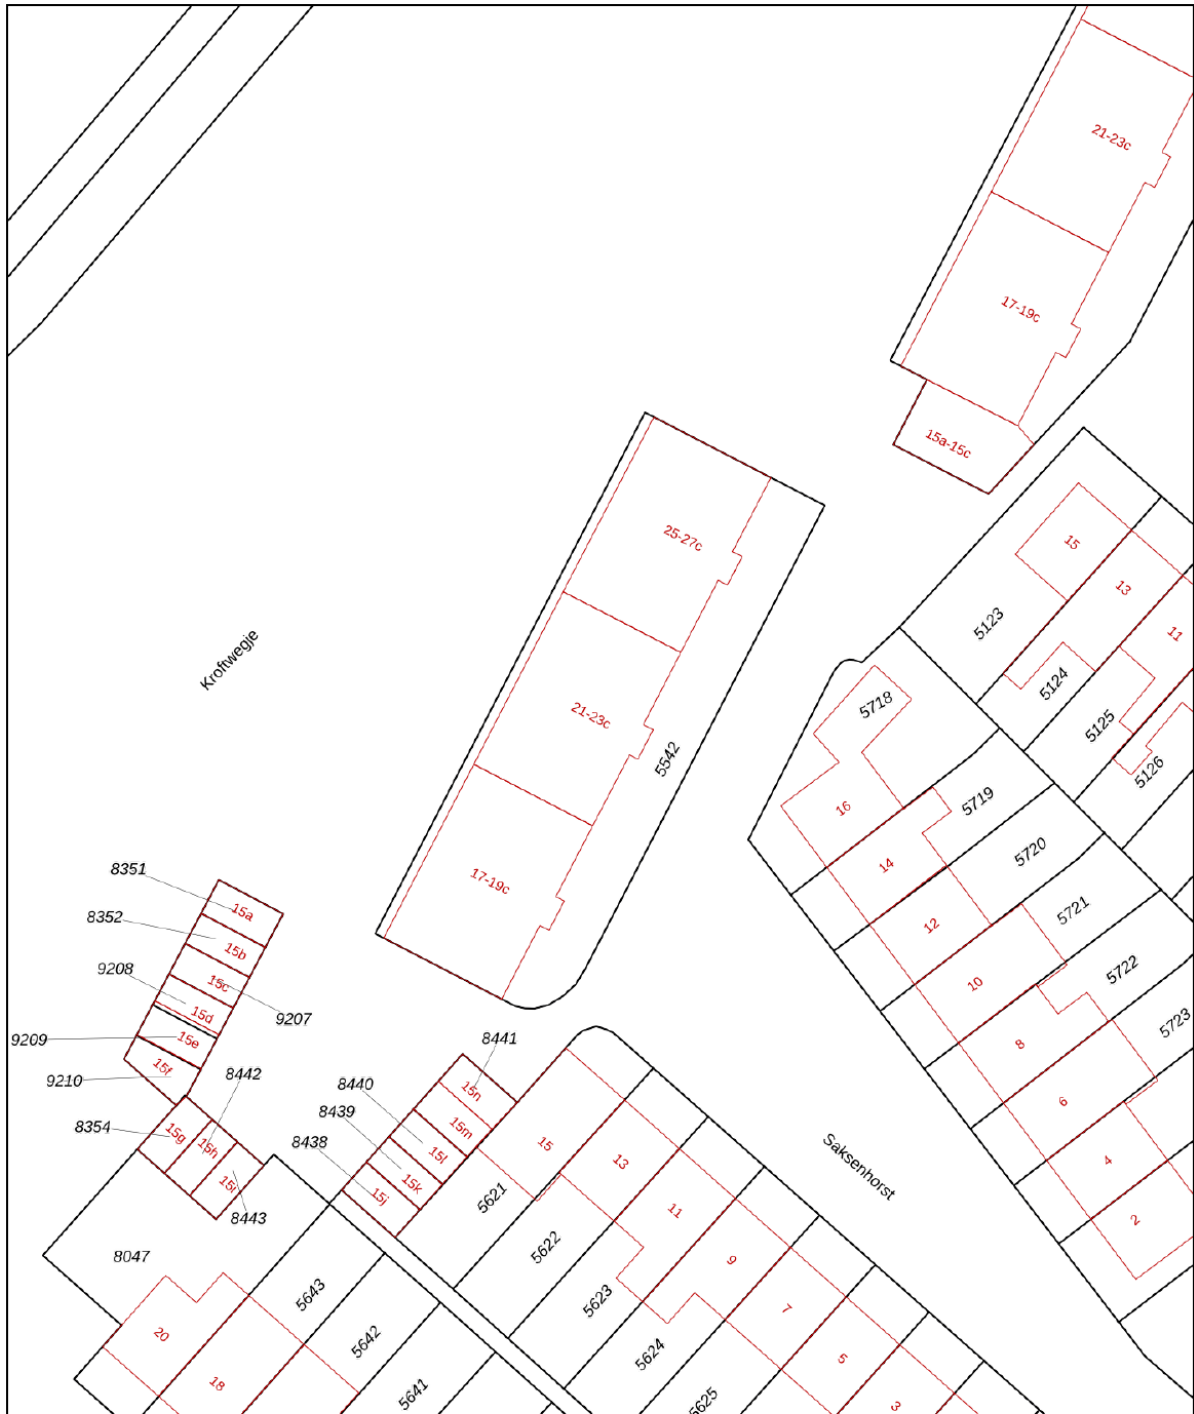 21-23c
17-19c
15a-15c
25-27c
15
13
11
5123
5124
5125
5126
Kroftwegje
21-23c
5542
5718
16
5719
14
5720
12
5721
10
5722
8
5723
6
4
2
17-19c
8351
15a
8352
15b
9208
15c
15d
9207
9209
15e
15f
9210
8442
8354
15g
15h
15i
8443
8441
15n
8440
15m
8439
15l
8438
15k
15j
15
13
5621
11
5622
9
5623
7
5624
5
5625
3
Saksenhorst
8047
5643
5642
5641
20
18